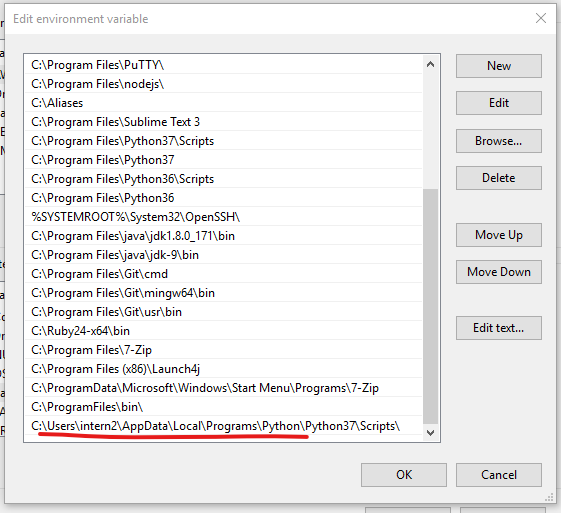 Edit environment variable
C:\Program Files\PuTTY\
C:\Program Files\nodejs\
C:\Aliases
C:\Program Files\Sublime Text 3
C:\Program Files\Python37\Scripts
C:\Program Files\Python37
C:\Program Files\Python36\Scripts
C:\Program Files\Python36
%SYSTEMROOT%\System32\OpenSSH\
C:\Program Files\java\jdk1.8.0_171\bin
C:\Program Files\java\jdk-9\bin
C:\Program Files\Git\cmd
C:\Program Files\Git\mingw64\bin
C:\Program Files\Git\usr\bin
C:\Ruby24-x64\bin
C:\Program Files\7-Zip
C:\Program Files (x86)\Launch4j
C:\ProgramData\Microsoft\Windows\Start Menu\Programs\7-Zip
C:\ProgramFiles\bin\
C:\Users\intern2\AppData\Local\Programs\Python\Python37\Scripts\
New
Edit
Browse...
Delete
Move Up
Move Down
Edit text...
OK
Cancel